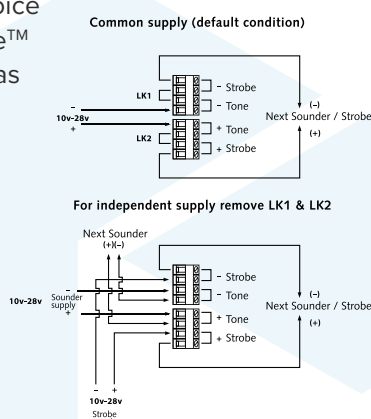 oice
e™
as
Common supply (default condition)
LK1
LK2
–
10v-28v
+
– Strobe
– Tone
+ Tone
+ Strobe
(–)
Next Sounder / Strobe
(+)
For independent supply remove LK1 & LK2
Next Sounder
(+)(–)
10v-28v
–
Sounder
supply
+
– Strobe
– Tone
+ Tone
+ Strobe
(–)
Next Sounder / Strobe
(+)
– +
10v-28v
Strobe